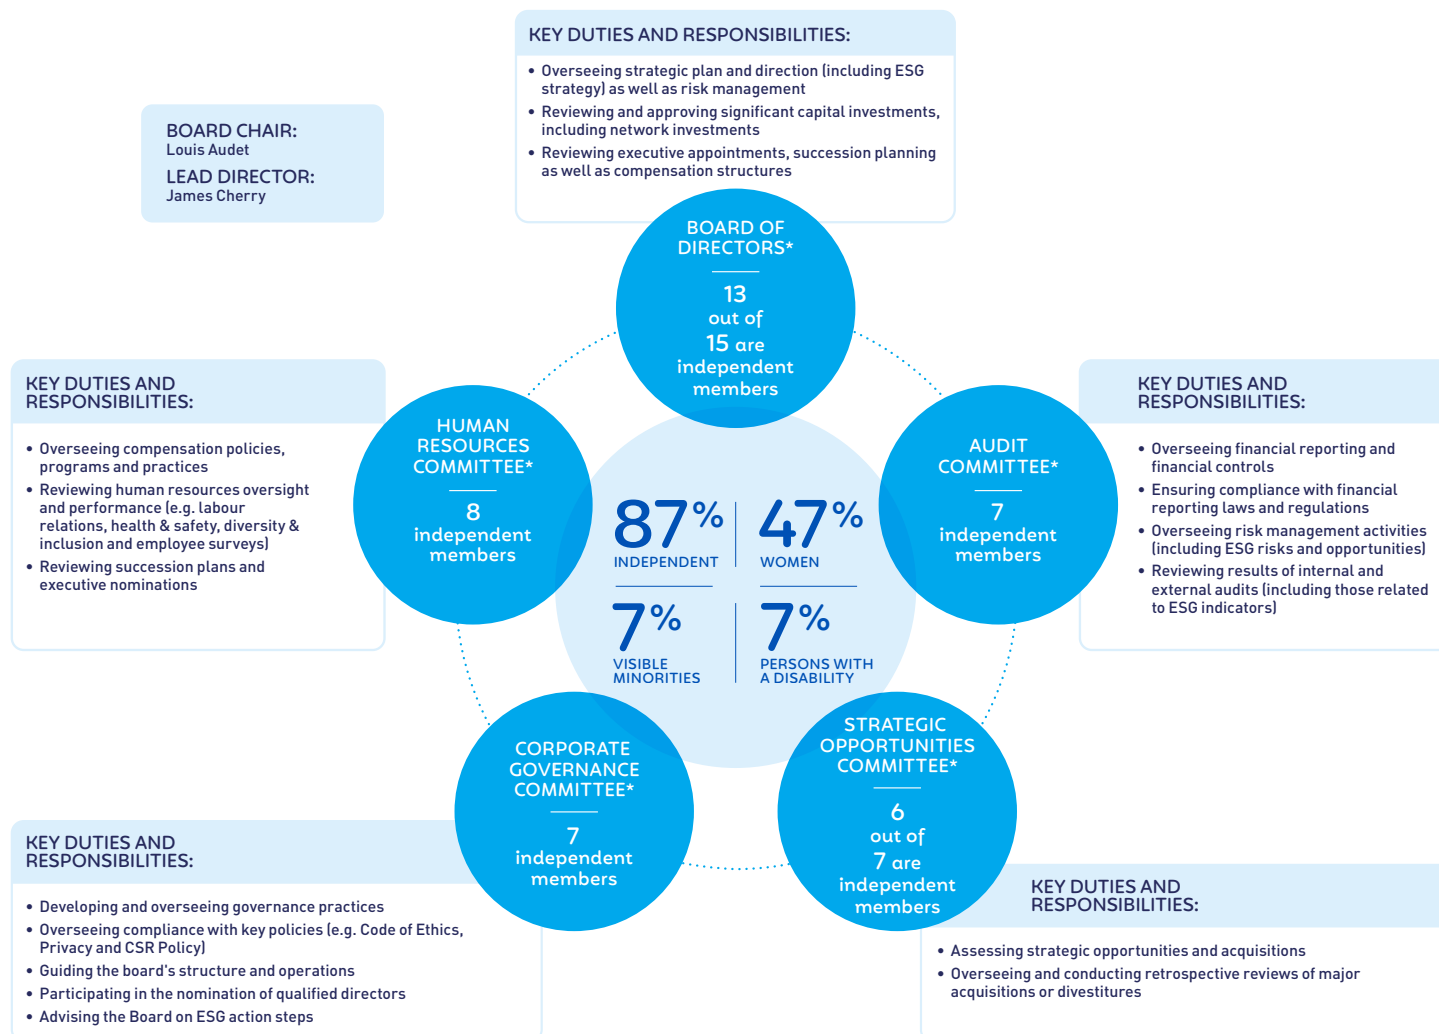 KEY DUTIES AND RESPONSIBILITIES:
• Overseeing strategic plan and direction (including ESG
strategy) as well as risk management
• Reviewing and approving significant capital investments,
including network investments
• Reviewing executive appointments, succession planning
as well as compensation structures
BOARD CHAIR:
Louis Audet
LEAD DIRECTOR:
James Cherry
BOARD OF
DIRECTORS*
13
out of
15 are
independent
members
KEY DUTIES AND
RESPONSIBILITIES:
• Overseeing compensation policies,
programs and practices
• Reviewing human resources oversight
and performance (e.g. labour
relations, health & safety, diversity &
inclusion and employee surveys)
• Reviewing succession plans and
executive nominations
HUMAN
RESOURCES
COMMITTEE*
8
independent
members
AUDIT
COMMITTEE*
7
independent
members
KEY DUTIES AND
RESPONSIBILITIES:
• Overseeing financial reporting and
financial controls
• Ensuring compliance with financial
reporting laws and regulations
• Overseeing risk management activities
(including ESG risks and opportunities)
• Reviewing results of internal and
external audits (including those related
to ESG indicators)
87%
INDEPENDENT
47%
WOMEN
7%
VISIBLE
MINORITIES
7%
PERSONS WITH
A DISABILITY
CORPORATE
GOVERNANCE
COMMITTEE*
7
independent
members
STRATEGIC
OPPORTUNITIES
COMMITTEE*
6
out of
7 are
independent
members
KEY DUTIES AND
RESPONSIBILITIES:
• Developing and overseeing governance practices
• Overseeing compliance with key policies (e.g. Code of Ethics,
Privacy and CSR Policy)
• Guiding the board's structure and operations
• Participating in the nomination of qualified directors
• Advising the Board on ESG action steps
KEY DUTIES AND
RESPONSIBILITIES:
• Assessing strategic opportunities and acquisitions
• Overseeing and conducting retrospective reviews of major
acquisitions or divestitures